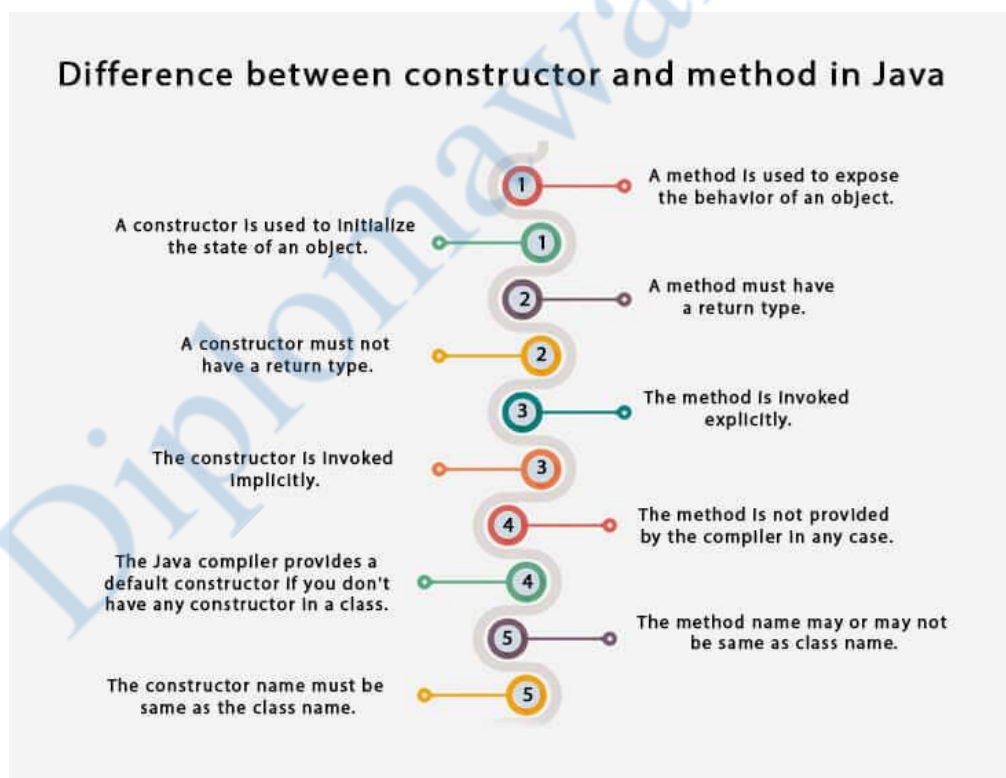 Difference between constructor and method in Java
1
A method is used to expose
the behavior of an object.
A constructor is used to initialize
the state of an object.
1
2
A method must have
a return type.
A constructor must not
have a return type.
2
3
The method is invoked
explicitly.
The constructor is invoked
implicitly.
3
4
The method is not provided
by the compiler in any case.
The Java compiler provides a
default constructor if you don't
have any constructor in a class.
4
5
The method name may or may not
be same as class name.
The constructor name must be
same as the class name.
5